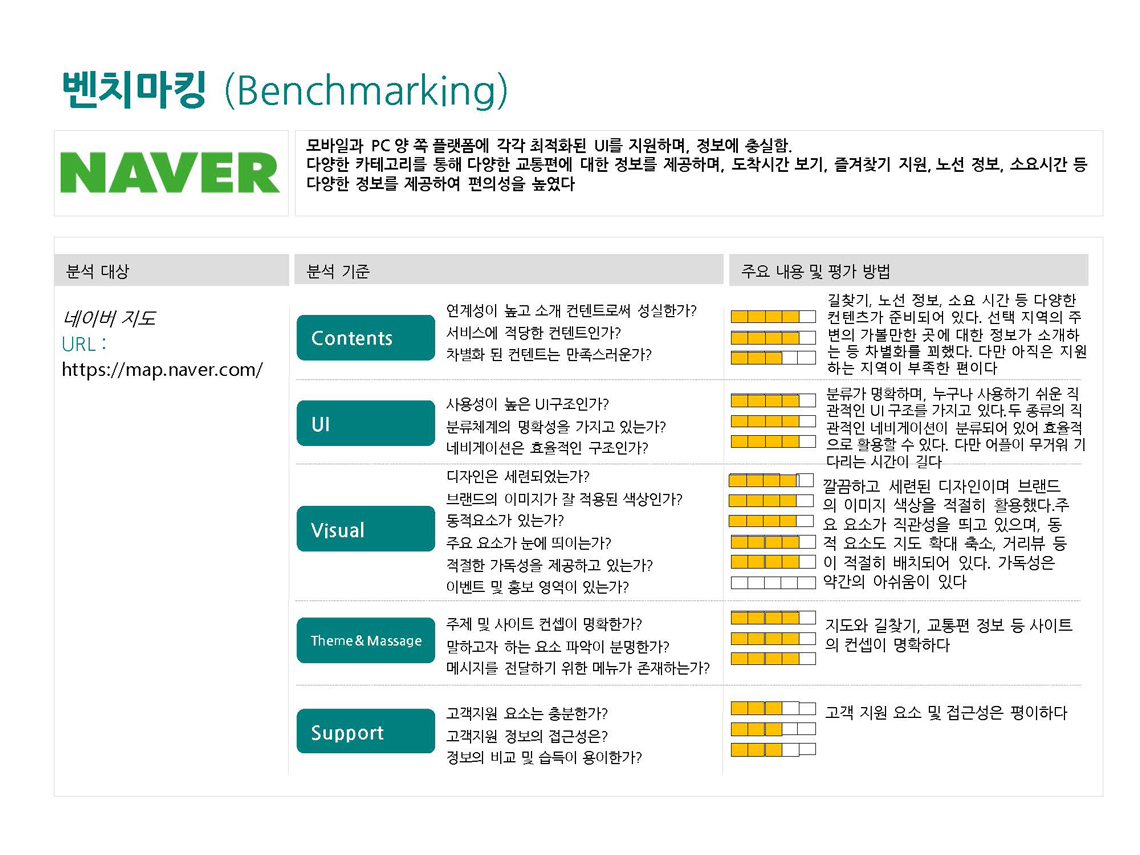 벤치마킹 (Benchmarking)
NAVER
모바일과 PC 양 쪽 플랫폼에 각각 최적화된 UI를 지원하며, 정보에 충실함.
다양한 카테고리를 통해 다양한 교통편에 대한 정보를 제공하며, 도착시간 보기, 즐겨찾기 지원, 노선 정보, 소요시간 등
다양한 정보를 제공하여 편의성을 높였다
분석 대상
분석 기준
주요 내용 및 평가 방법
네이버 지도
URL :
https://map.naver.com/
Contents
연계성이 높고 소개 컨텐트로써 성실한가?
서비스에 적당한 컨텐트인가?
차별화 된 컨텐트는 만족스러운가?
길찾기, 노선 정보, 소요 시간 등 다양한
컨텐츠가 준비되어 있다. 선택 지역의 주
변의 가볼만한 곳에 대한 정보가 소개하
는 등 차별화를 꾀했다. 다만 아직은 지원
하는 지역이 부족한 편이다
UI
사용성이 높은 UI구조인가?
분류체계의 명확성을 가지고 있는가?
네비게이션은 효율적인 구조인가?
분류가 명확하며, 누구나 사용하기 쉬운 직
관적인 UI 구조를 가지고 있다.두 종류의 직
관적인 네비게이션이 분류되어 있어 효율적
으로 활용할 수 있다. 다만 어플이 무거워 기
다리는 시간이 길다
Visual
디자인은 세련되었는가?
브랜드의 이미지가 잘 적용된 색상인가?
동적요소가 있는가?
주요 요소가 눈에 띄이는가?
적절한 가독성을 제공하고 있는가?
이벤트 및 홍보 영역이 있는가?
깔끔하고 세련된 디자인이며 브랜드
의 이미지 색상을 적절히 활용했다.주
요 요소가 직관성을 띄고 있으며, 동
적 요소도 지도 확대 축소, 거리뷰 등
이 적절히 배치되어 있다. 가독성은
약간의 아쉬움이 있다
Theme & Massage
주제 및 사이트 컨셉이 명확한가?
말하고자 하는 요소 파악이 분명한가?
메시지를 전달하기 위한 메뉴가 존재하는가?
지도와 길찾기, 교통편 정보 등 사이트
의 컨셉이 명확하다
Support
고객지원 요소는 충분한가?
고객지원 정보의 접근성은?
정보의 비교 및 습득이 용이한가?
고객 지원 요소 및 접근성은 평이하다